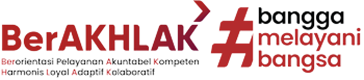 BerAKHLAK
Berorientasi Pelayanan Akuntabel Kompeten
Harmonis Loyal Adaptif Kolaboratif
#bangga
melayani
bangsa